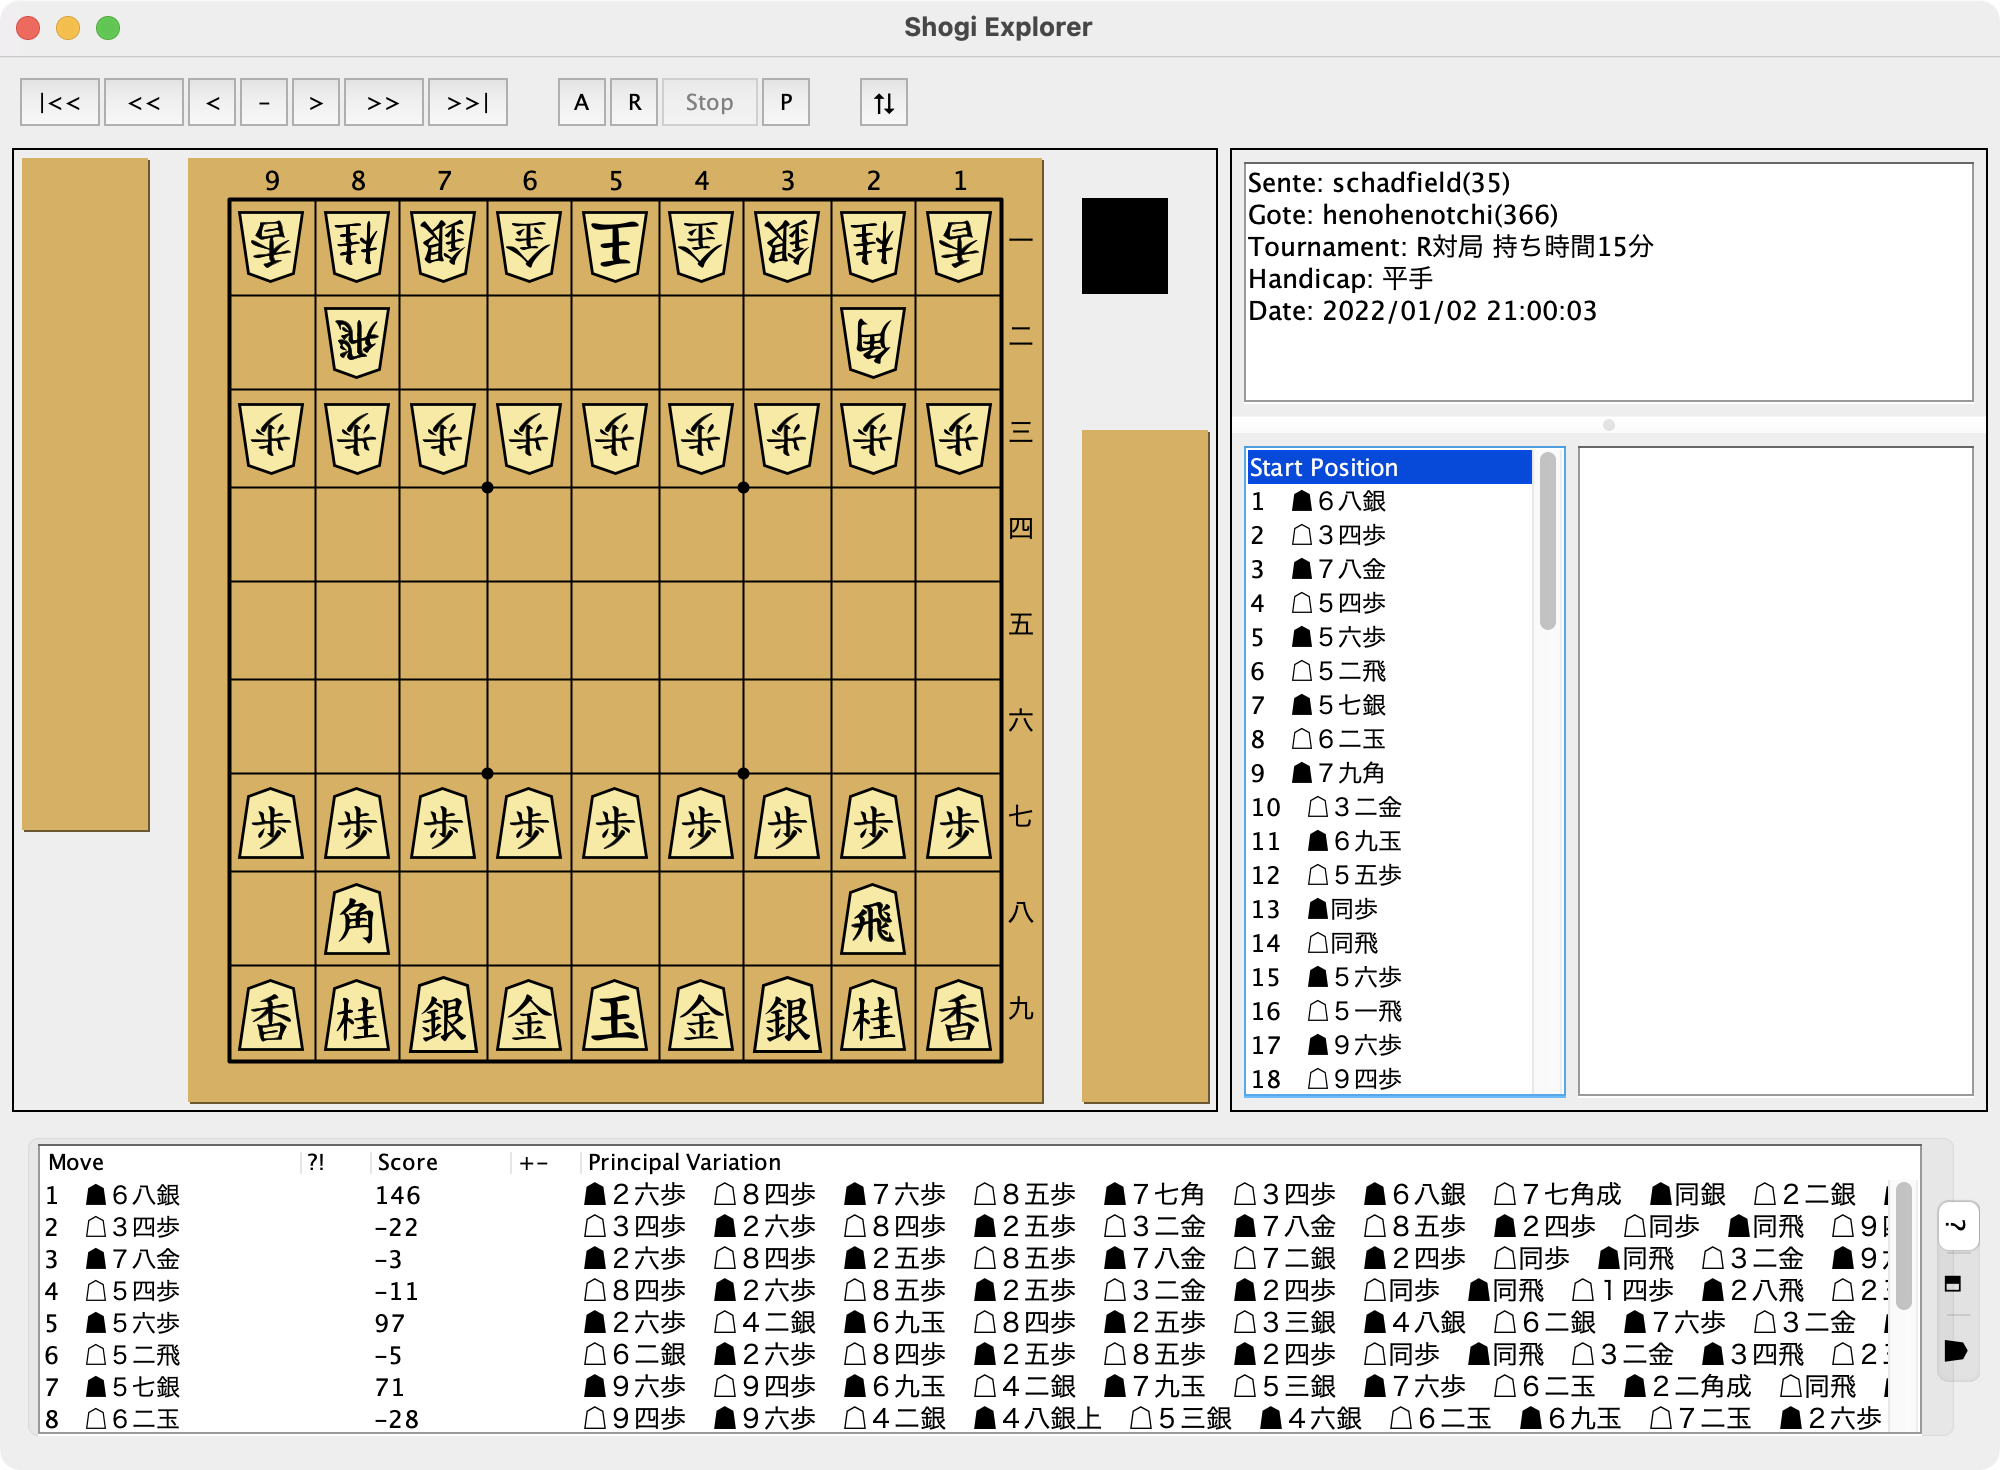 Shogi Explorer
|<< << < - > >> >>| A R Stop P ↑↓
9 8 7 6 5 4 3 2 1
香 桂 銀 金 王 金 銀 桂 香 一
飛 角 二
歩 歩 歩 歩 歩 歩 歩 歩 歩 三
四
五
六
歩 歩 歩 歩 歩 歩 歩 歩 歩 七
角 飛 八
香 桂 銀 金 玉 金 銀 桂 香 九
Sente: schadfield(35)
Gote: henohenotchi(366)
Tournament: R対局 持ち時間15分
Handicap: 平手
Date: 2022/01/02 21:00:03
Start Position
1 ☗６八銀
2 ☖３四歩
3 ☗７八金
4 ☖５四歩
5 ☗５六歩
6 ☖５二飛
7 ☗５七銀
8 ☖６二玉
9 ☗７九角
10 ☖３二金
11 ☗６九玉
12 ☖５五歩
13 ☗同歩
14 ☖同飛
15 ☗５六歩
16 ☖５一飛
17 ☗９六歩
18 ☖９四歩
Move ?! Score +- Principal Variation
1 ☗６八銀 146 ☗２六歩 ☖８四歩 ☗７六歩 ☖８五歩 ☗７七角 ☖３四歩 ☗６八銀 ☖７七角成 ☗同銀 ☖２二銀
2 ☖３四歩 -22 ☖３四歩 ☗２六歩 ☖８四歩 ☗２五歩 ☖３二金 ☗７八金 ☖８五歩 ☗２四歩 ☖同歩 ☗同飛 ☖９
3 ☗７八金 -3 ☗２六歩 ☖８四歩 ☗２五歩 ☖８五歩 ☗７八金 ☖７二銀 ☗２四歩 ☖同歩 ☗同飛 ☖３二金 ☗９
4 ☖５四歩 -11 ☖８四歩 ☗２六歩 ☖８五歩 ☗２五歩 ☖３二金 ☗２四歩 ☖同歩 ☗同飛 ☖１四歩 ☗２八飛 ☖２
5 ☗５六歩 97 ☗２六歩 ☖４二銀 ☗６九玉 ☖８四歩 ☗２五歩 ☖３三銀 ☗４八銀 ☖６二銀 ☗７六歩 ☖３二金
6 ☖５二飛 -5 ☖６二銀 ☗２六歩 ☖８四歩 ☗２五歩 ☖８五歩 ☗２四歩 ☖同歩 ☗同飛 ☖３二金 ☗３四飛 ☖２
7 ☗５七銀 71 ☗９六歩 ☖９四歩 ☗６九玉 ☖４二銀 ☗７九玉 ☖５三銀 ☗７六歩 ☖６二玉 ☗２二角成 ☖同飛
8 ☖６二玉 -28 ☖９四歩 ☗９六歩 ☖４二銀 ☗４八銀上 ☖５三銀 ☗４六銀 ☖６二玉 ☗６九玉 ☖７二玉 ☗２六歩
?